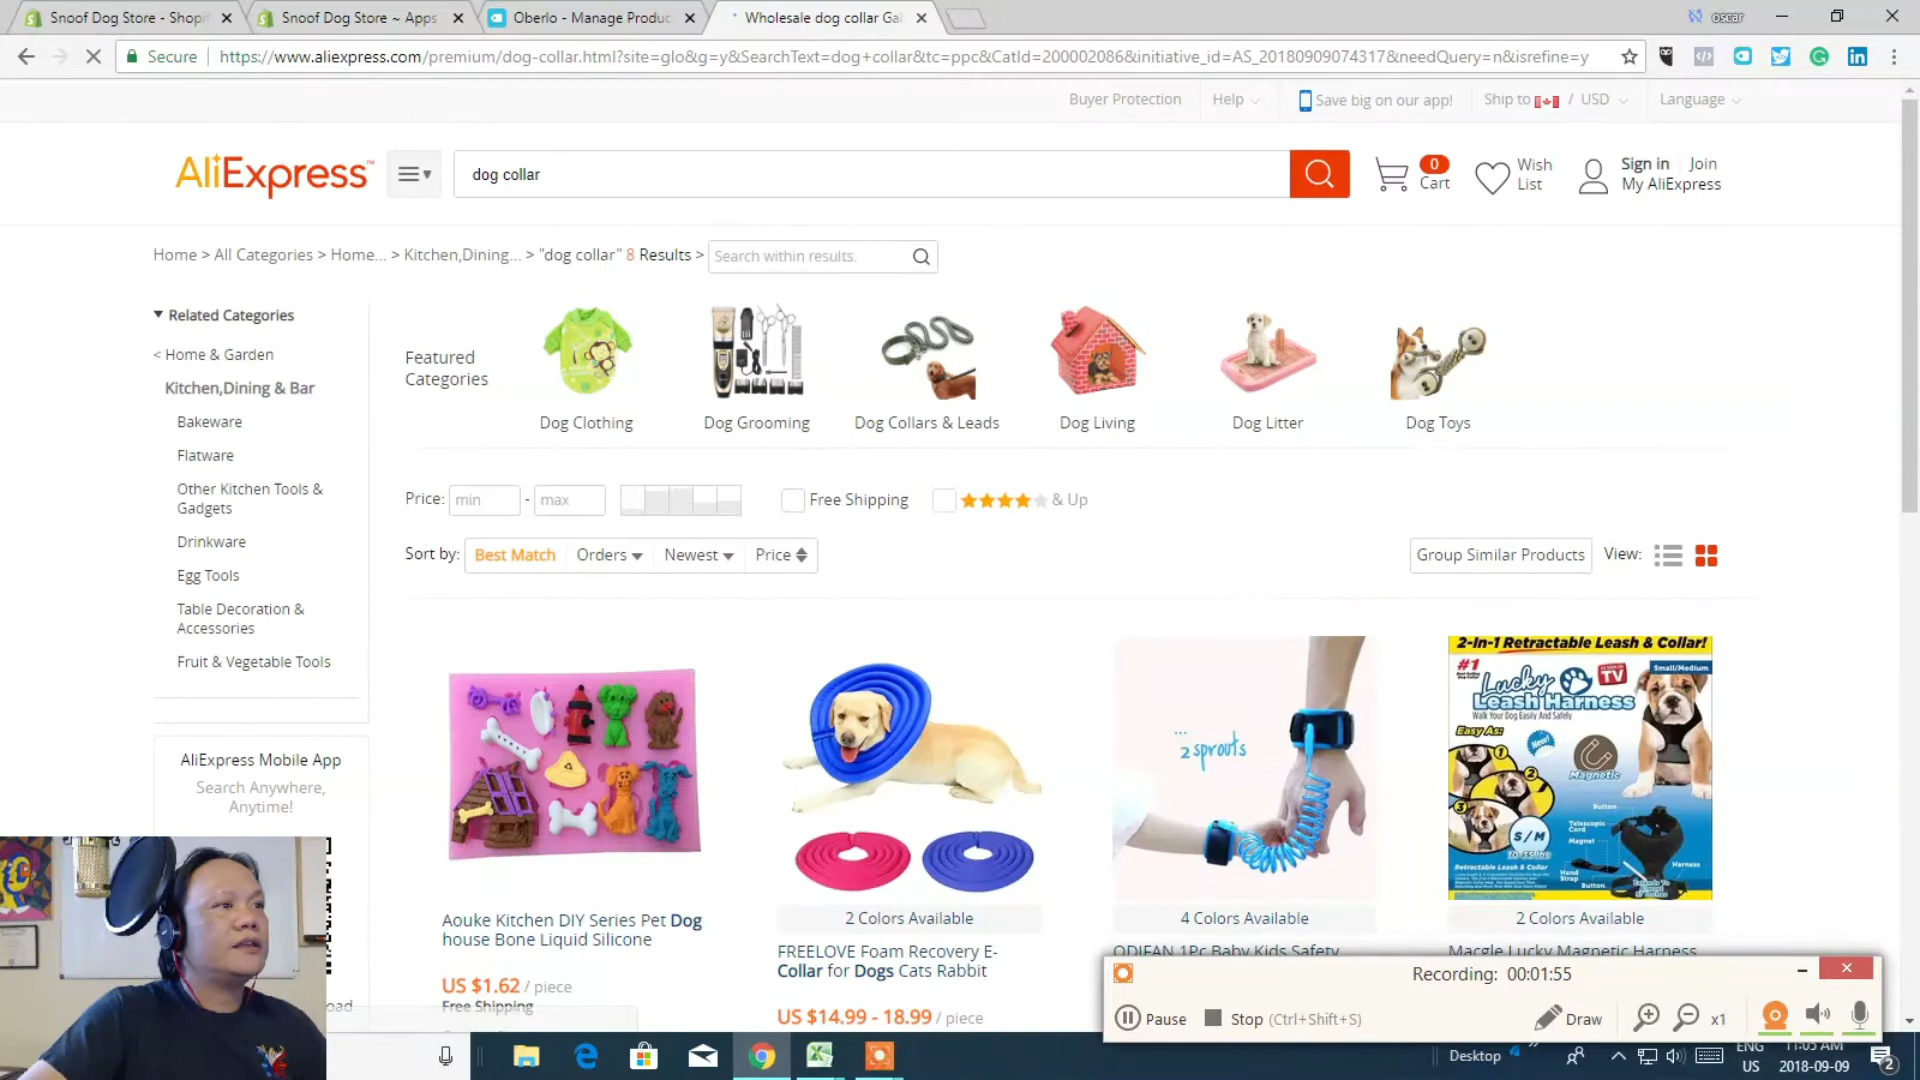 Snoof Dog Store - Shopi
Snoof Dog Store ~ Apps
Oberlo - Manage Produc
Wholesale dog collar Ga
oscar
Secure
https://www.aliexpress.com/premium/dog-collar.html?site=glo&g=y&SearchText=dog+collar&tc=ppc&CatId=200002086&initiative_id=AS_20180909074317&needQuery=n&isrefine=y
Buyer Protection
Help
Save big on our app!
Ship to / USD
Language
AliExpress™
dog collar
0
Cart
Wish
List
Sign in
Join
My AliExpress
Home > All Categories > Home... > Kitchen,Dining... > "dog collar" 8 Results >
Search within results.
Related Categories
< Home & Garden
Kitchen,Dining & Bar
Bakeware
Flatware
Other Kitchen Tools &
Gadgets
Drinkware
Egg Tools
Table Decoration &
Accessories
Fruit & Vegetable Tools
AliExpress Mobile App
Search Anywhere,
Anytime!
Featured
Categories
Dog Clothing
Dog Grooming
Dog Collars & Leads
Dog Living
Dog Litter
Dog Toys
Price: min - max
Free Shipping
& Up
Sort by: Best Match Orders Newest Price
Group Similar Products
View:
2 sprouts
2-In-1 Retractable Leash & Collar!
#1
Small/Medium
TV
Lucky
Leash Harness
Walk Your Dog Easily And Safely
Easy As:
New!
1
2
3
Magnetic
S/M
Button
Telescopic
Cord
Magnet
Harness
Hand
Strap
Button
Retractable Leash & Collar
Aouke Kitchen DIY Series Pet Dog
house Bone Liquid Silicone
US $1.62 / piece
Free Shipping
2 Colors Available
FREELOVE Foam Recovery E-
Collar for Dogs Cats Rabbit
US $14.99 - 18.99 / piece
4 Colors Available
ODIFAN 1Pc Baby Kids Safety
2 Colors Available
Macgle Lucky Magnetic Harness
Recording: 00:01:55
Pause
Stop (Ctrl+Shift+S)
Draw
x1
Desktop
ENG
US
11:05 AM
2018-09-09
2